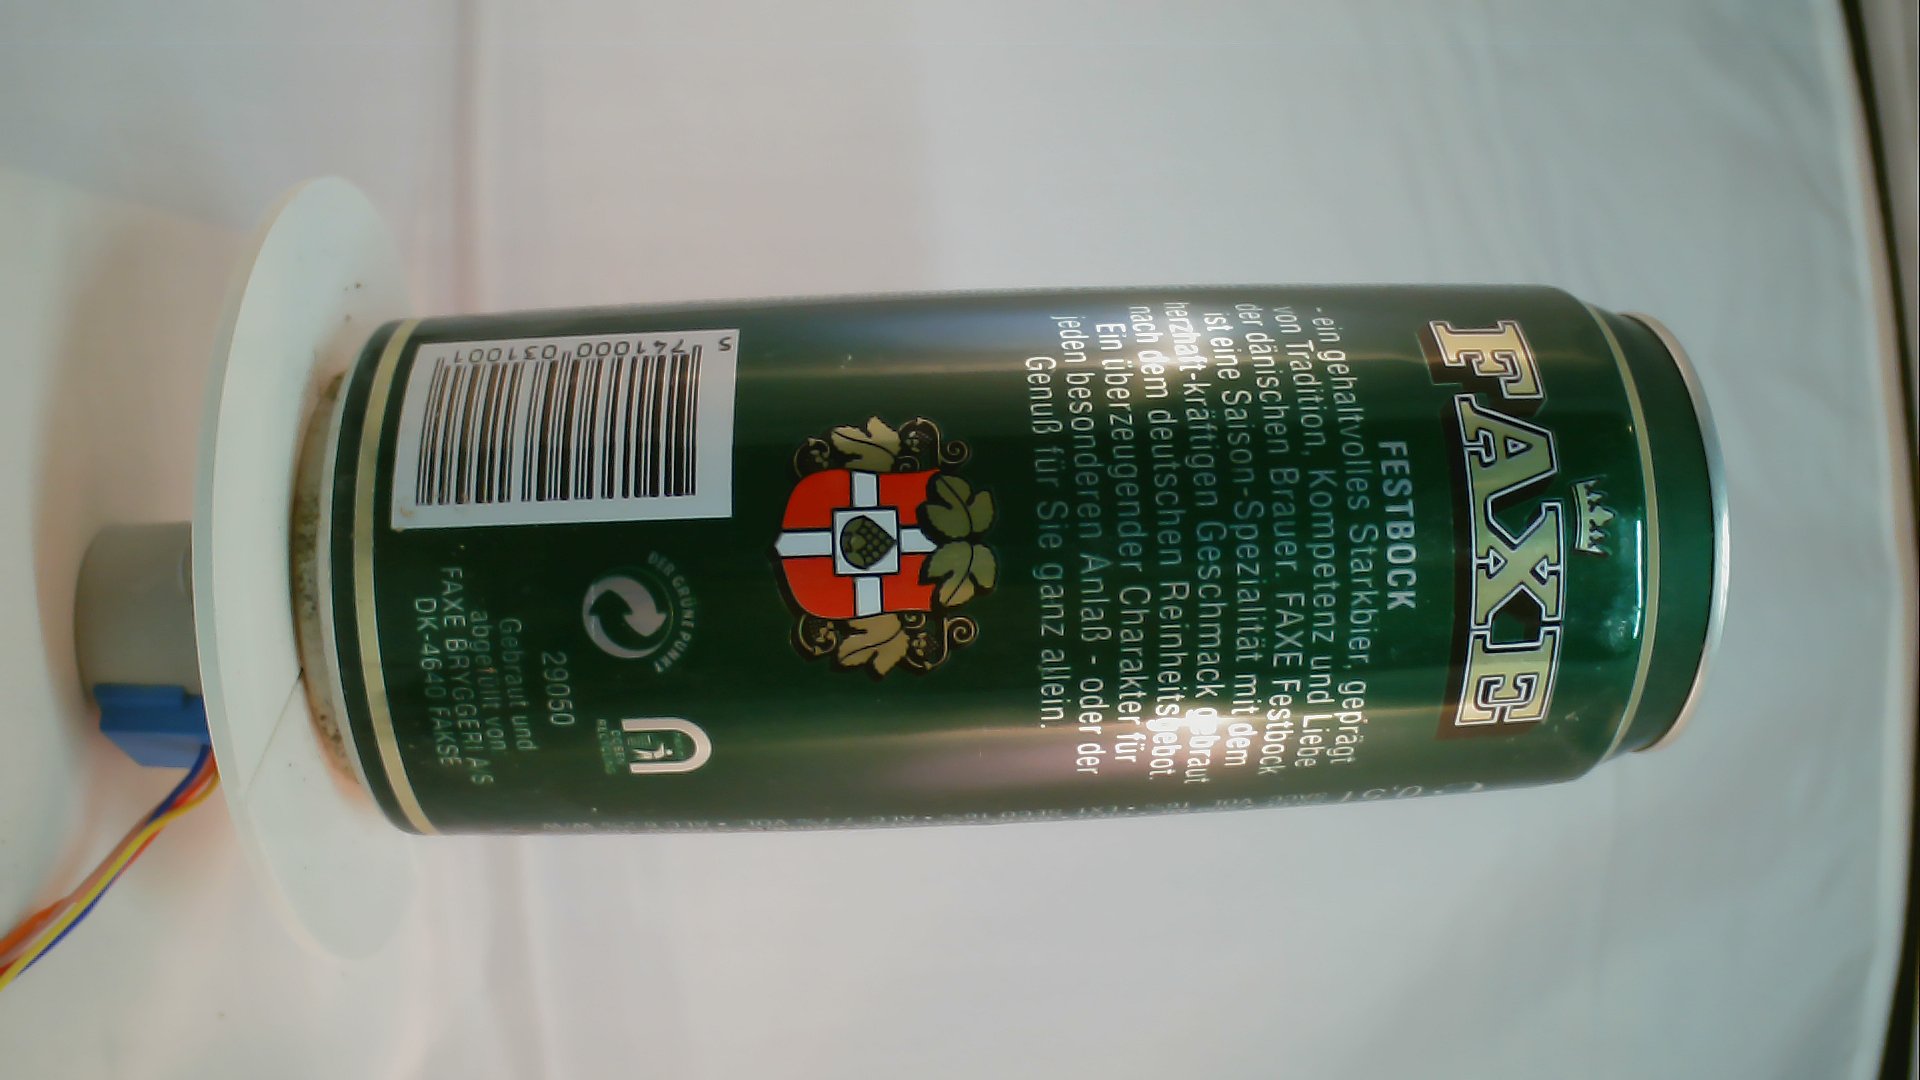 FAXE
FESTBOCK
- ein gehaltvolles Starkbier, geprägt
von Tradition, Kompetenz und Liebe
der dänischen Brauer. FAXE Festbock
ist eine Saison-Spezialität mit dem
herzhaft-kräftigen Geschmack gebraut
nach dem deutschen Reinheitsgebot.
Ein überzeugender Charakter für
jeden besonderen Anlaß - oder der
Genuß für Sie ganz allein.
DER GRÜNE PUNKT
29050
Gebraut und
abgefüllt von
FAXE BRYGGERI AS
DK-4640 FAKSE
5 741000 031001